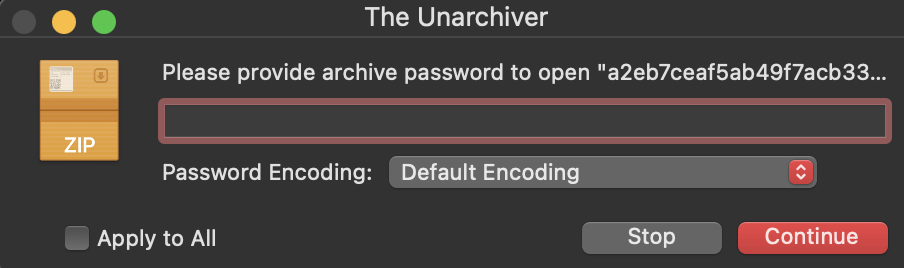 The Unarchiver
Please provide archive password to open "a2eb7ceaf5ab49f7acb33...
ZIP
Password Encoding: Default Encoding
Apply to All
Stop
Continue